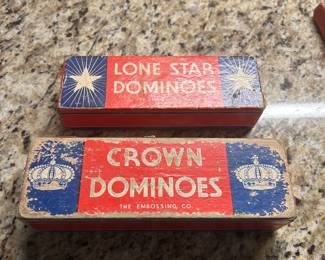 LONE STAR
DOMINOES
CROWN
DOMINOES
THE EMBOSSING CO.